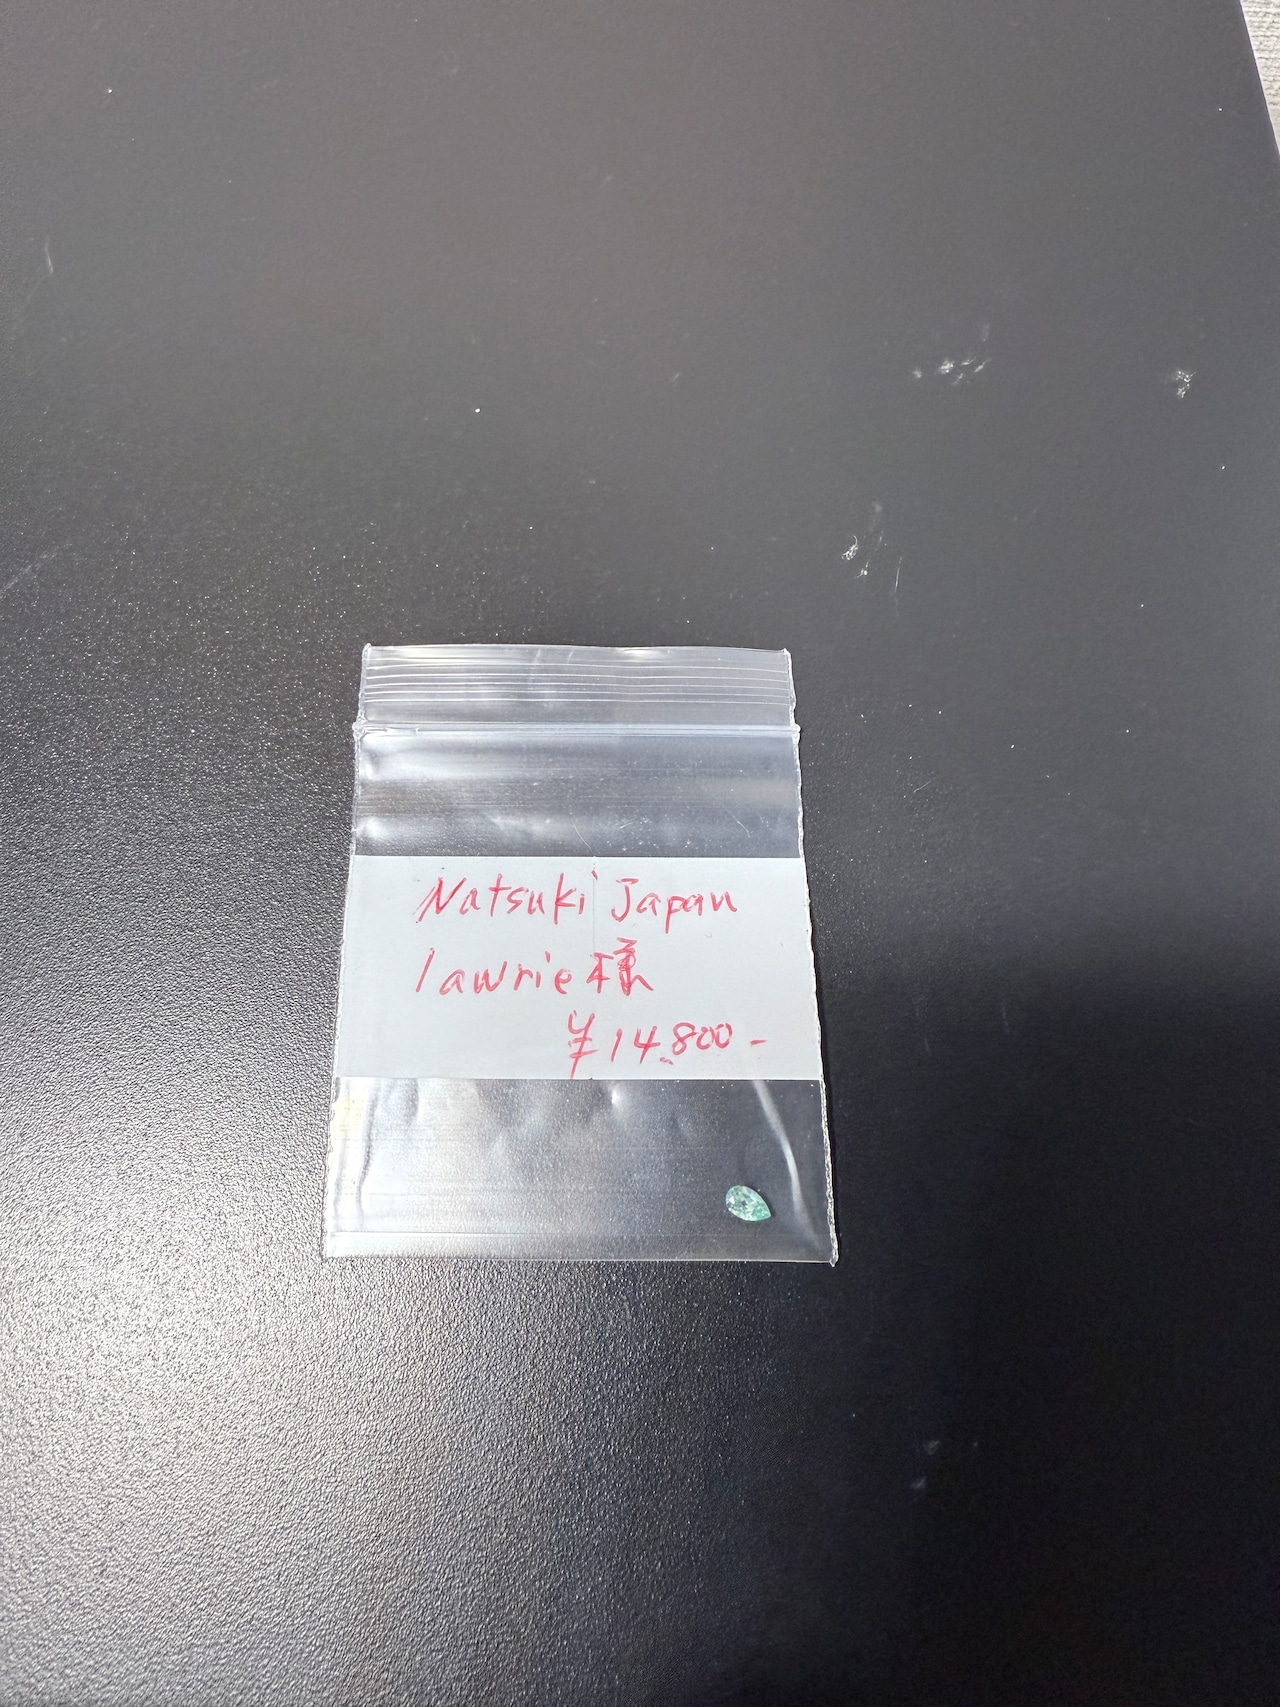 Natsuki Japan
lawrie様
¥14,800-